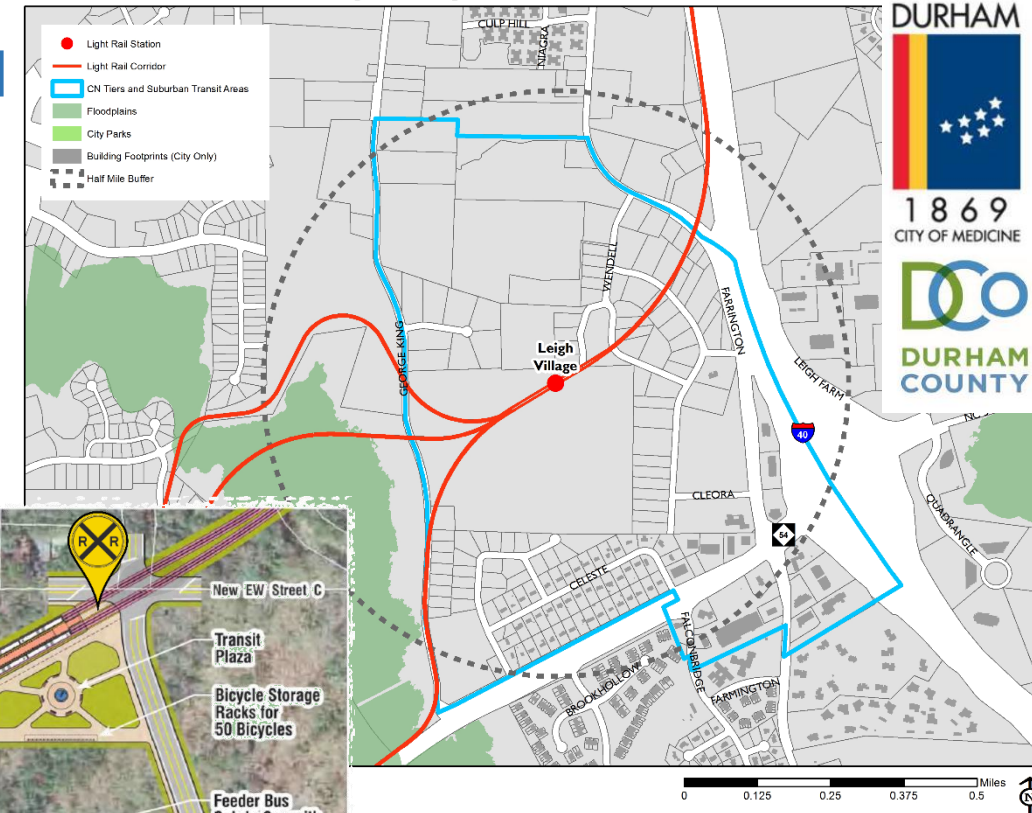 Light Rail Station
Light Rail Corridor
CN Tiers and Suburban Transit Areas
Floodplains
City Parks
Building Footprints (City Only)
Half Mile Buffer
CULP HILL
NIAGRA
WENDELL
FARRINGTON
GEORGE KING
Leigh
Village
LEIGH FARM
40
CLEORA
54
QUADRANGLE
CELESTE
FALCONBRIDGE
BROOKHOLLOW
FARMINGTON
DURHAM
1869
CITY OF MEDICINE
DCO
DURHAM
COUNTY
R R
New EW Street C
Transit
Plaza
Bicycle Storage
Racks for
50 Bicycles
Feeder Bus
Miles
0 0.125 0.25 0.375 0.5
N